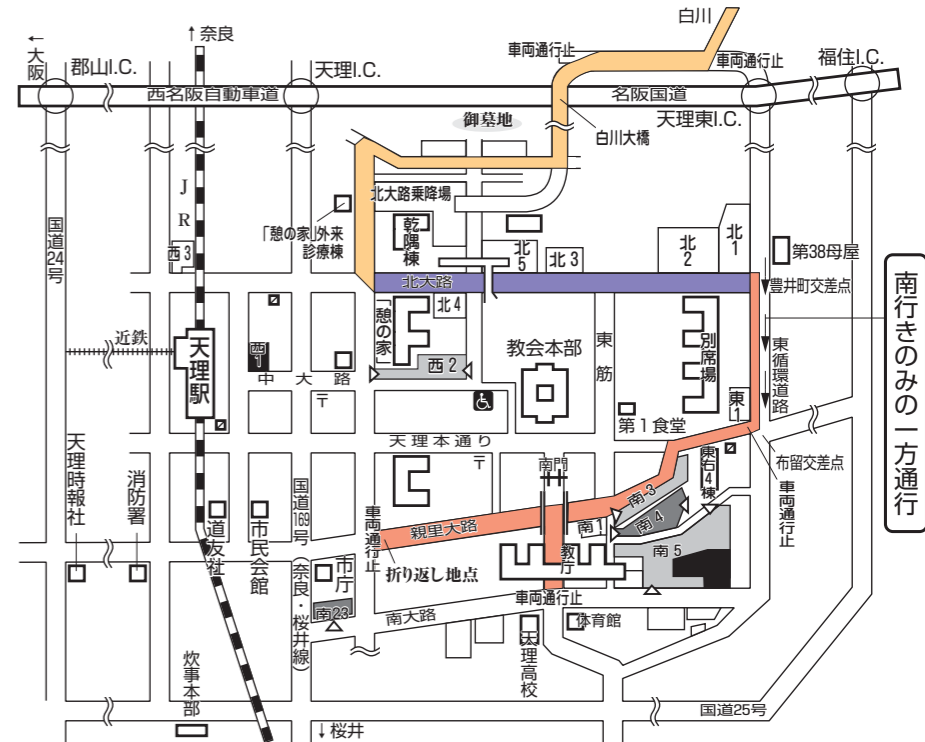 白川
↑奈良
←大阪
郡山I.C.
天理I.C.
車両通行止
車両通行止
福住I.C.
西名阪自動車道
名阪国道
天理東I.C.
御墓地
白川大橋
国道24号
JR
西3
「憩の家」外来
診療棟
北大路乗降場
乾隅棟
北5
北3
北2
北1
第38母屋
豊井町交差点
北大路
南行きのみの一方通行
近鉄
天理駅
西1
中大路
〒
「憩の家」
北4
西2
教会本部
東筋
別席場
東循環道路
東1
第1食堂
天理本通り
〒
布留交差点
車両通行止
東右4棟
天理時報社
消防署
道友社
市民会館
国道169号
(奈良・桜井線)
車両通行止
親里大路
折り返し地点
南門
南1
南3
南4
南5
教庁
車両通行止
市庁
南23
南大路
天理高校
体育館
炊事本部
↓桜井
国道25号